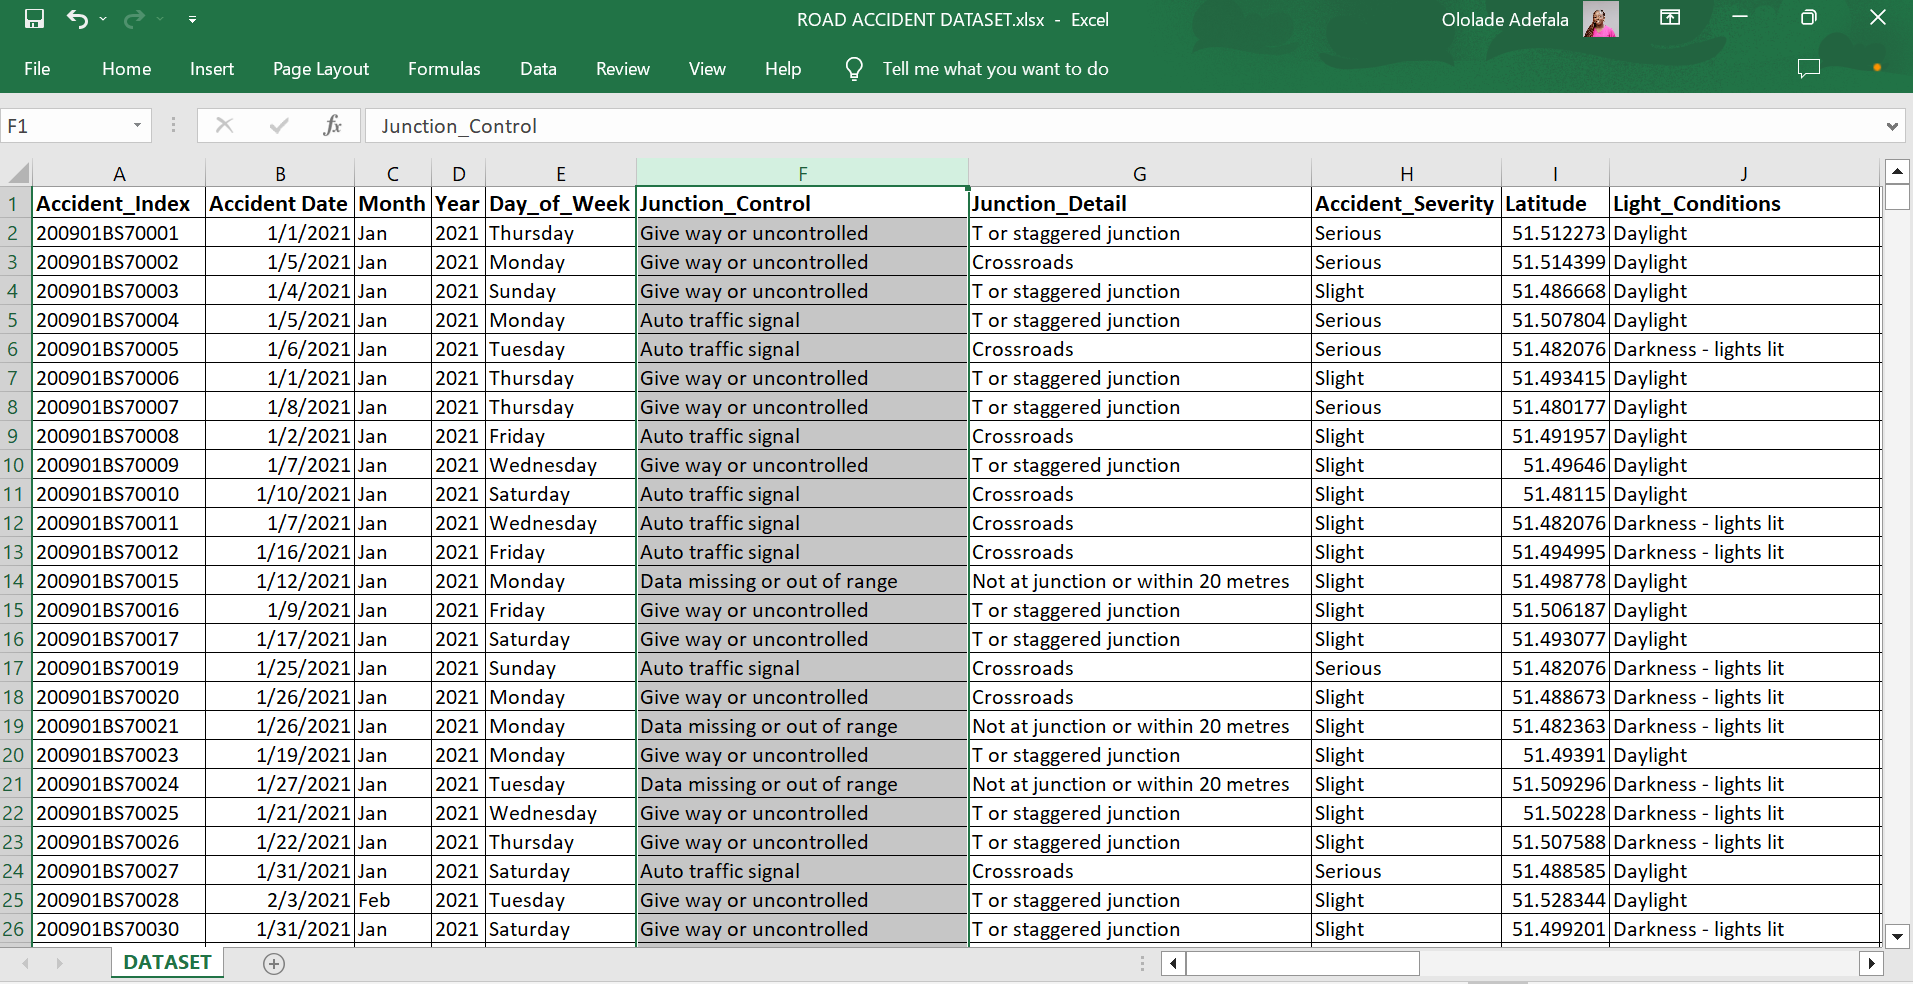 ROAD ACCIDENT DATASET.xlsx - Excel
Ololade Adefala
File Home Insert Page Layout Formulas Data Review View Help Tell me what you want to do
F1 fx Junction_Control
A B C D E F G H I J
1 Accident_Index Accident Date Month Year Day_of_Week Junction_Control Junction_Detail Accident_Severity Latitude Light_Conditions
2 200901BS70001 1/1/2021 Jan 2021 Thursday Give way or uncontrolled T or staggered junction Serious 51.512273 Daylight
3 200901BS70002 1/5/2021 Jan 2021 Monday Give way or uncontrolled Crossroads Serious 51.514399 Daylight
4 200901BS70003 1/4/2021 Jan 2021 Sunday Give way or uncontrolled T or staggered junction Slight 51.486668 Daylight
5 200901BS70004 1/5/2021 Jan 2021 Monday Auto traffic signal T or staggered junction Serious 51.507804 Daylight
6 200901BS70005 1/6/2021 Jan 2021 Tuesday Auto traffic signal Crossroads Serious 51.482076 Darkness - lights lit
7 200901BS70006 1/1/2021 Jan 2021 Thursday Give way or uncontrolled T or staggered junction Slight 51.493415 Daylight
8 200901BS70007 1/8/2021 Jan 2021 Thursday Give way or uncontrolled T or staggered junction Serious 51.480177 Daylight
9 200901BS70008 1/2/2021 Jan 2021 Friday Auto traffic signal Crossroads Slight 51.491957 Daylight
10 200901BS70009 1/7/2021 Jan 2021 Wednesday Give way or uncontrolled T or staggered junction Slight 51.49646 Daylight
11 200901BS70010 1/10/2021 Jan 2021 Saturday Auto traffic signal Crossroads Slight 51.48115 Daylight
12 200901BS70011 1/7/2021 Jan 2021 Wednesday Auto traffic signal Crossroads Slight 51.482076 Darkness - lights lit
13 200901BS70012 1/16/2021 Jan 2021 Friday Auto traffic signal Crossroads Slight 51.494995 Darkness - lights lit
14 200901BS70015 1/12/2021 Jan 2021 Monday Data missing or out of range Not at junction or within 20 metres Slight 51.498778 Daylight
15 200901BS70016 1/9/2021 Jan 2021 Friday Give way or uncontrolled T or staggered junction Slight 51.506187 Daylight
16 200901BS70017 1/17/2021 Jan 2021 Saturday Give way or uncontrolled T or staggered junction Slight 51.493077 Daylight
17 200901BS70019 1/25/2021 Jan 2021 Sunday Auto traffic signal Crossroads Serious 51.482076 Darkness - lights lit
18 200901BS70020 1/26/2021 Jan 2021 Monday Give way or uncontrolled Crossroads Slight 51.488673 Darkness - lights lit
19 200901BS70021 1/26/2021 Jan 2021 Monday Data missing or out of range Not at junction or within 20 metres Slight 51.482363 Darkness - lights lit
20 200901BS70023 1/19/2021 Jan 2021 Monday Give way or uncontrolled T or staggered junction Slight 51.49391 Daylight
21 200901BS70024 1/27/2021 Jan 2021 Tuesday Data missing or out of range Not at junction or within 20 metres Slight 51.509296 Darkness - lights lit
22 200901BS70025 1/21/2021 Jan 2021 Wednesday Give way or uncontrolled T or staggered junction Slight 51.50228 Darkness - lights lit
23 200901BS70026 1/22/2021 Jan 2021 Thursday Give way or uncontrolled T or staggered junction Slight 51.507588 Darkness - lights lit
24 200901BS70027 1/31/2021 Jan 2021 Saturday Auto traffic signal Crossroads Serious 51.488585 Daylight
25 200901BS70028 2/3/2021 Feb 2021 Tuesday Give way or uncontrolled T or staggered junction Slight 51.528344 Daylight
26 200901BS70030 1/31/2021 Jan 2021 Saturday Give way or uncontrolled T or staggered junction Slight 51.499201 Darkness - lights lit
DATASET